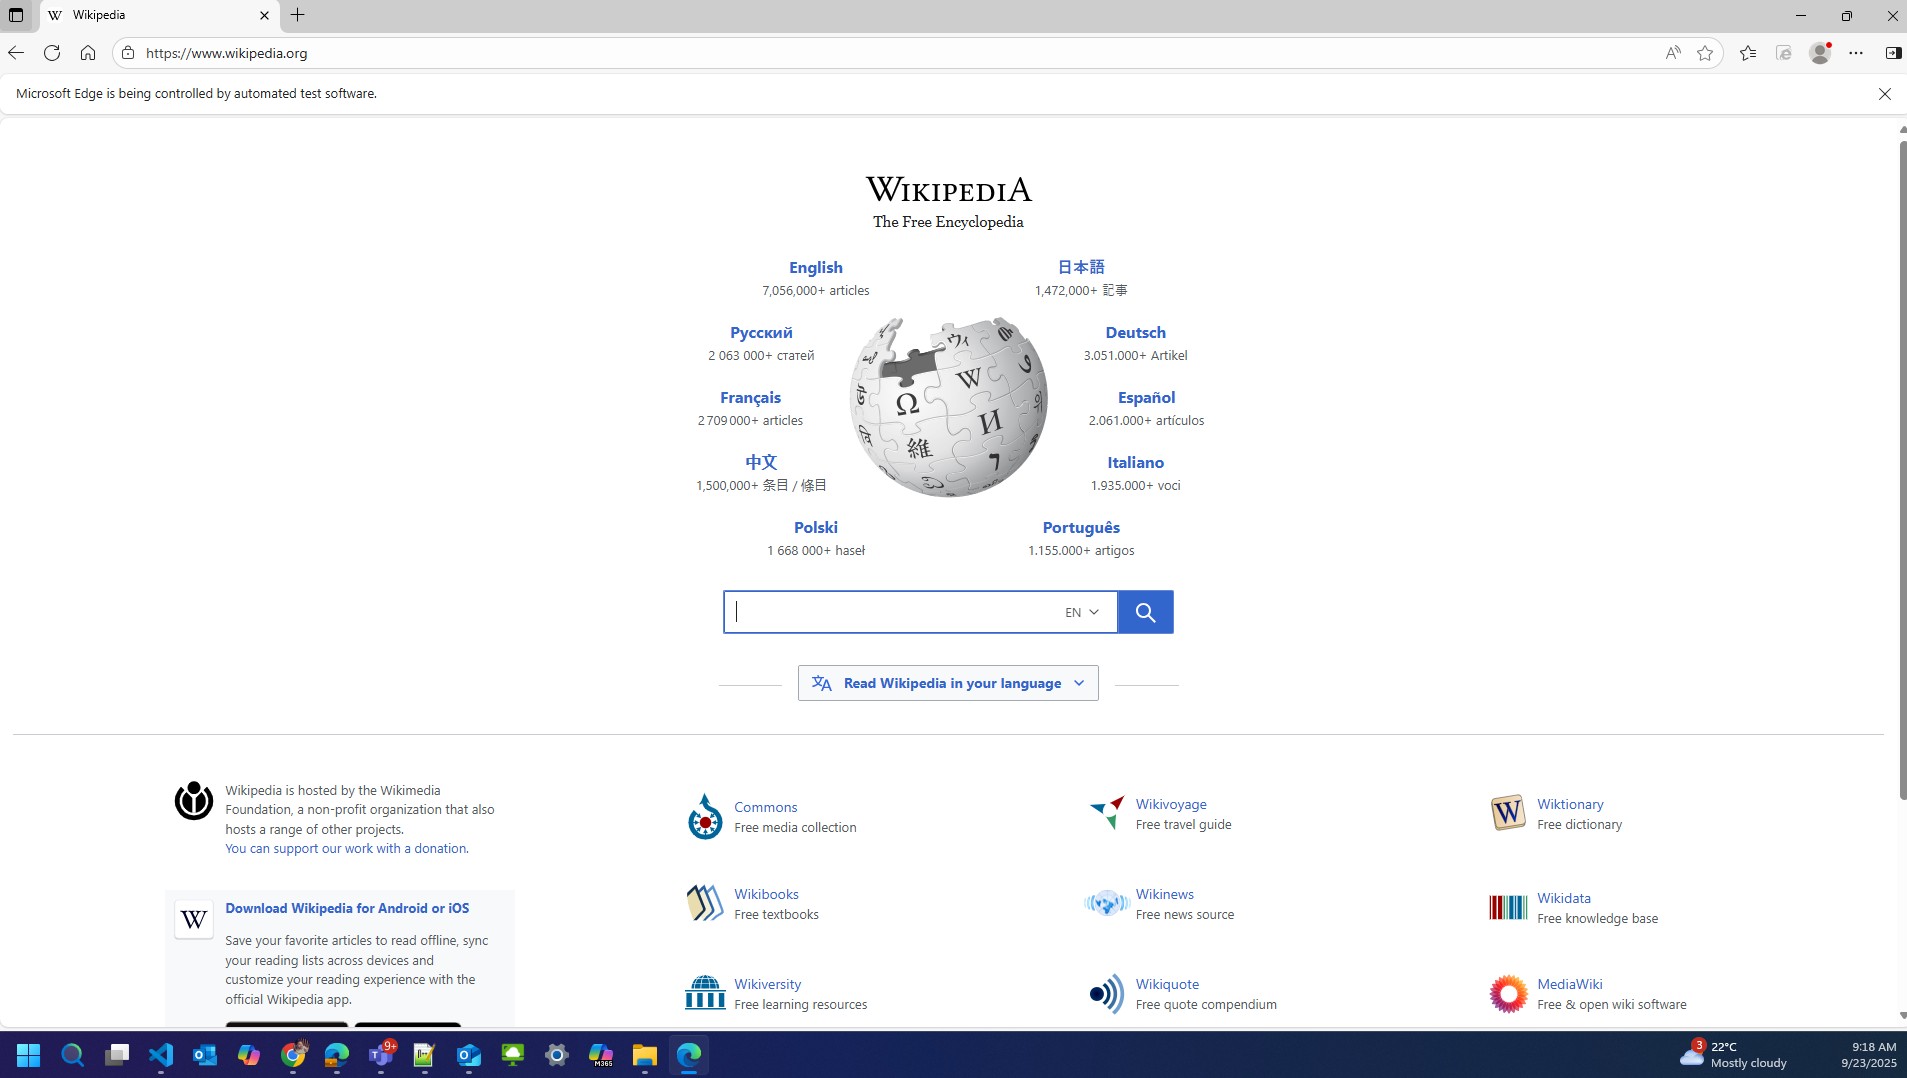 Wikipedia
https://www.wikipedia.org
Microsoft Edge is being controlled by automated test software.
WIKIPEDIA
The Free Encyclopedia
English
7,056,000+ articles
日本語
1,472,000+ 記事
Русский
2 063 000+ статей
Deutsch
3.051.000+ Artikel
Français
2 709 000+ articles
Español
2.061.000+ artículos
中文
1,500,000+ 条目 / 條目
Italiano
1.935.000+ voci
Polski
1 668 000+ haseł
Português
1.155.000+ artigos
EN
Read Wikipedia in your language
Wikipedia is hosted by the Wikimedia
Foundation, a non-profit organization that also
hosts a range of other projects.
You can support our work with a donation.
Download Wikipedia for Android or iOS
Save your favorite articles to read offline, sync
your reading lists across devices and
customize your reading experience with the
official Wikipedia app.
Commons
Free media collection
Wikivoyage
Free travel guide
Wiktionary
Free dictionary
Wikibooks
Free textbooks
Wikinews
Free news source
Wikidata
Free knowledge base
Wikiversity
Free learning resources
Wikiquote
Free quote compendium
MediaWiki
Free & open wiki software
9+
M365
3
22°C
Mostly cloudy
9:18 AM
9/23/2025